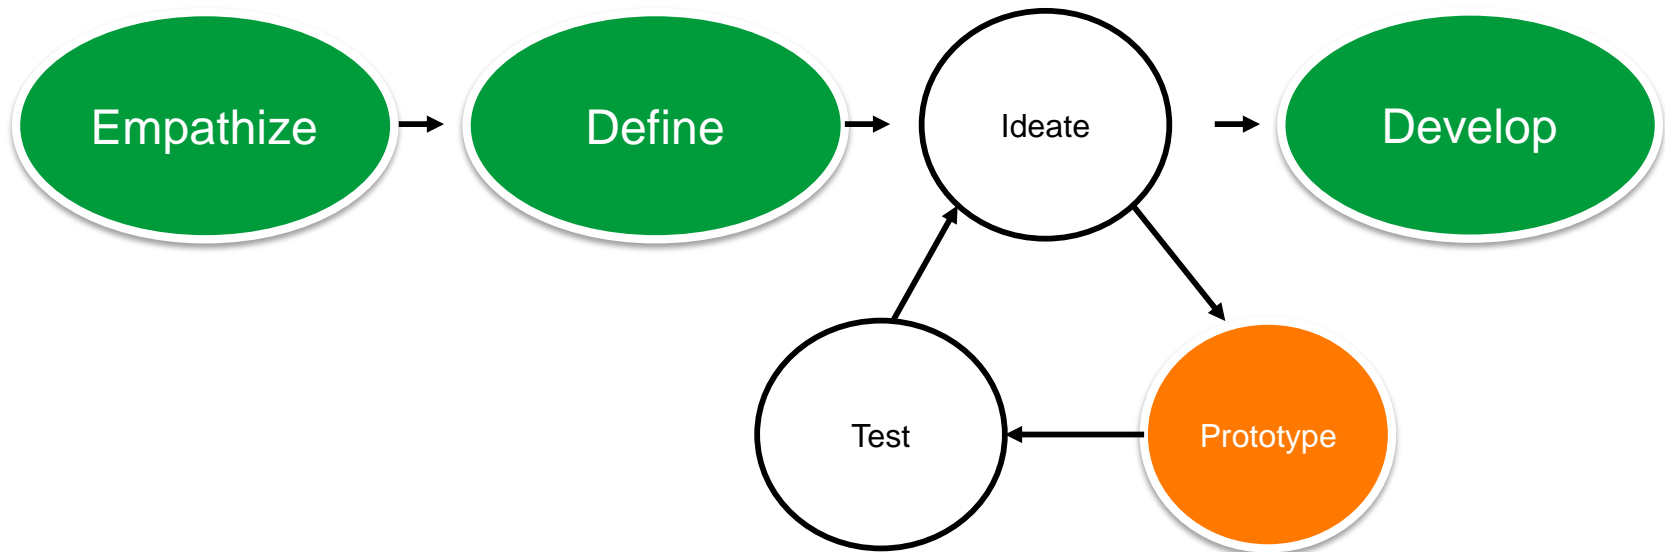 Empathize
Define
Ideate
Develop
Test
Prototype